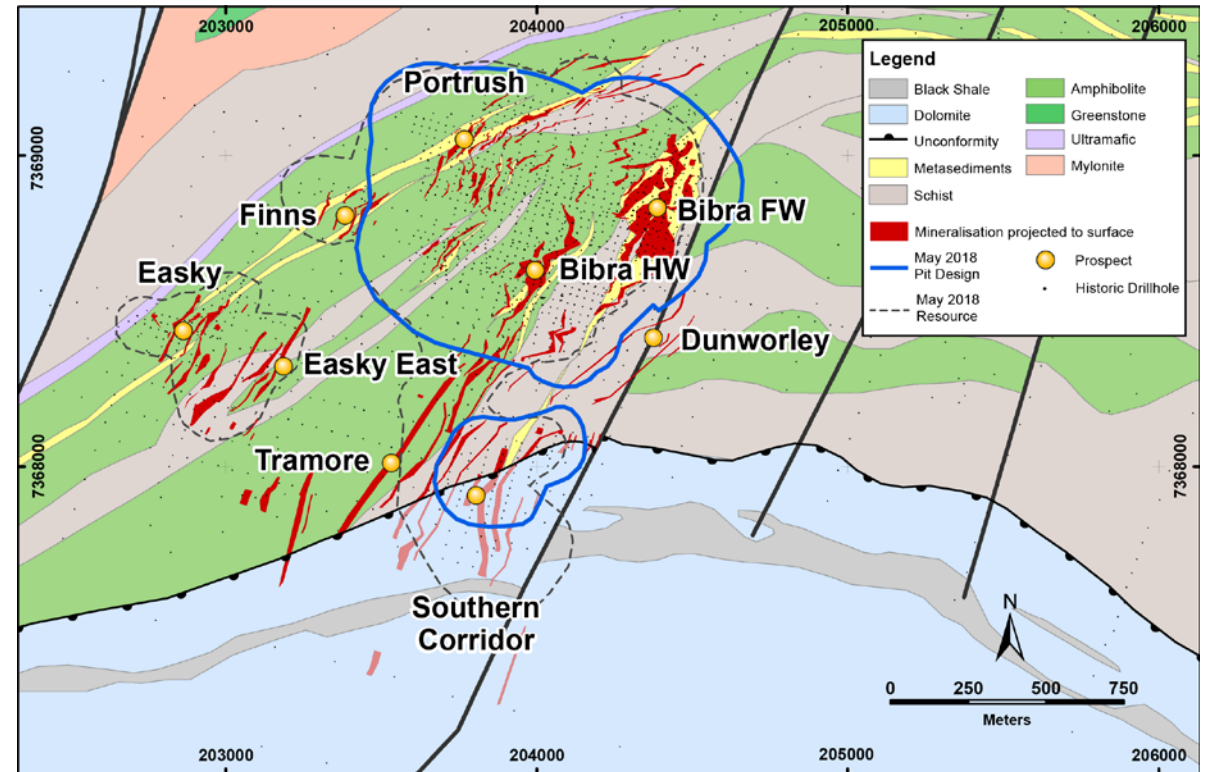 203000 204000 205000 206000
Legend
Black Shale
Dolomite
Unconformity
Metasediments
Schist
Amphibolite
Greenstone
Ultramafic
Mylonite
Mineralisation projected to surface
May 2018
Pit Design
Prospect
Historic Drillhole
May 2018
Resource
Portrush
7369000
7369000
Finns
Bibra FW
Easky
Bibra HW
Dunworley
Easky East
Tramore
7368000
7368000
Southern
Corridor
N
0 250 500 750
Meters
203000 204000 205000 206000